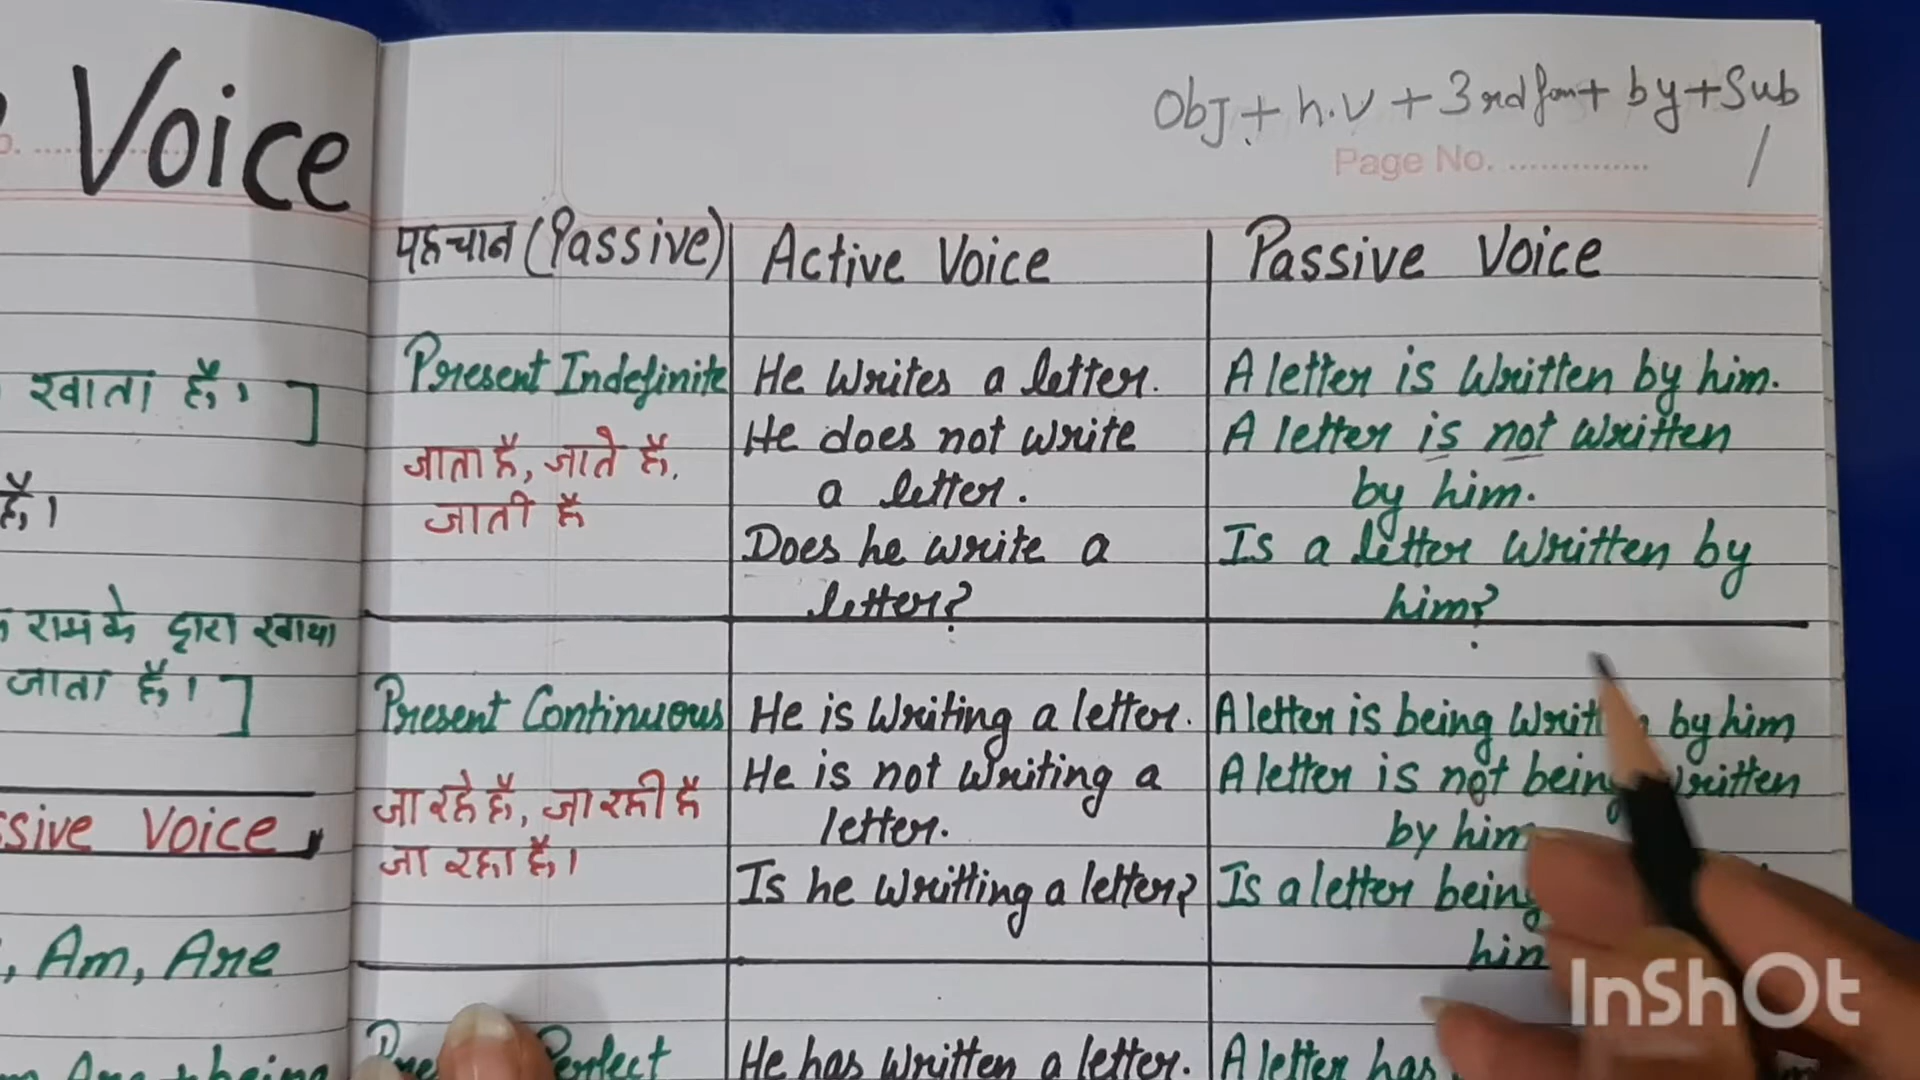 Voice
Obj + h.v + 3rd form + by + Sub
Page No.
पहचान (Passive) Active Voice Passive Voice
खाता है, ]
है,।
राम के द्वारा खाया
जाता है,। ]
ssive Voice
, Am, Are
Present Indefinite
जाता है, जाते हैं,
जाती है
He writes a letter.
He does not write
a letter.
Does he write a
letter?
A letter is written by him.
A letter is not written
by him.
Is a letter written by
him?
Present Continuous
जा रहे हैं, जा रही है
जा रहा है,।
He is writing a letter.
He is not writing a
letter.
Is he writting a letter?
A letter is being by him
A letter is not being written
by him
Is a letter being
him
Perfect
He has written a letter.
A letter has
InShOt